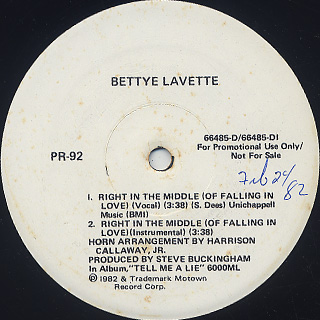 BETTYE LAVETTE
PR-92
66485-D/66485-DI
For Promotional Use Only/
Not For Sale
Feb 24/
82
1. RIGHT IN THE MIDDLE (OF FALLING IN
LOVE) (Vocal) (3:38) (S. Dees) Unichappell
Music (BMI)
2. RIGHT IN THE MIDDLE (OF FALLING IN
LOVE)(Instrumental) (3:38)
HORN ARRANGEMENT BY HARRISON
CALLAWAY, JR.
PRODUCED BY STEVE BUCKINGHAM
In Album,"TELL ME A LIE" 6000ML
©1982 & Trademark Motown
Record Corp.